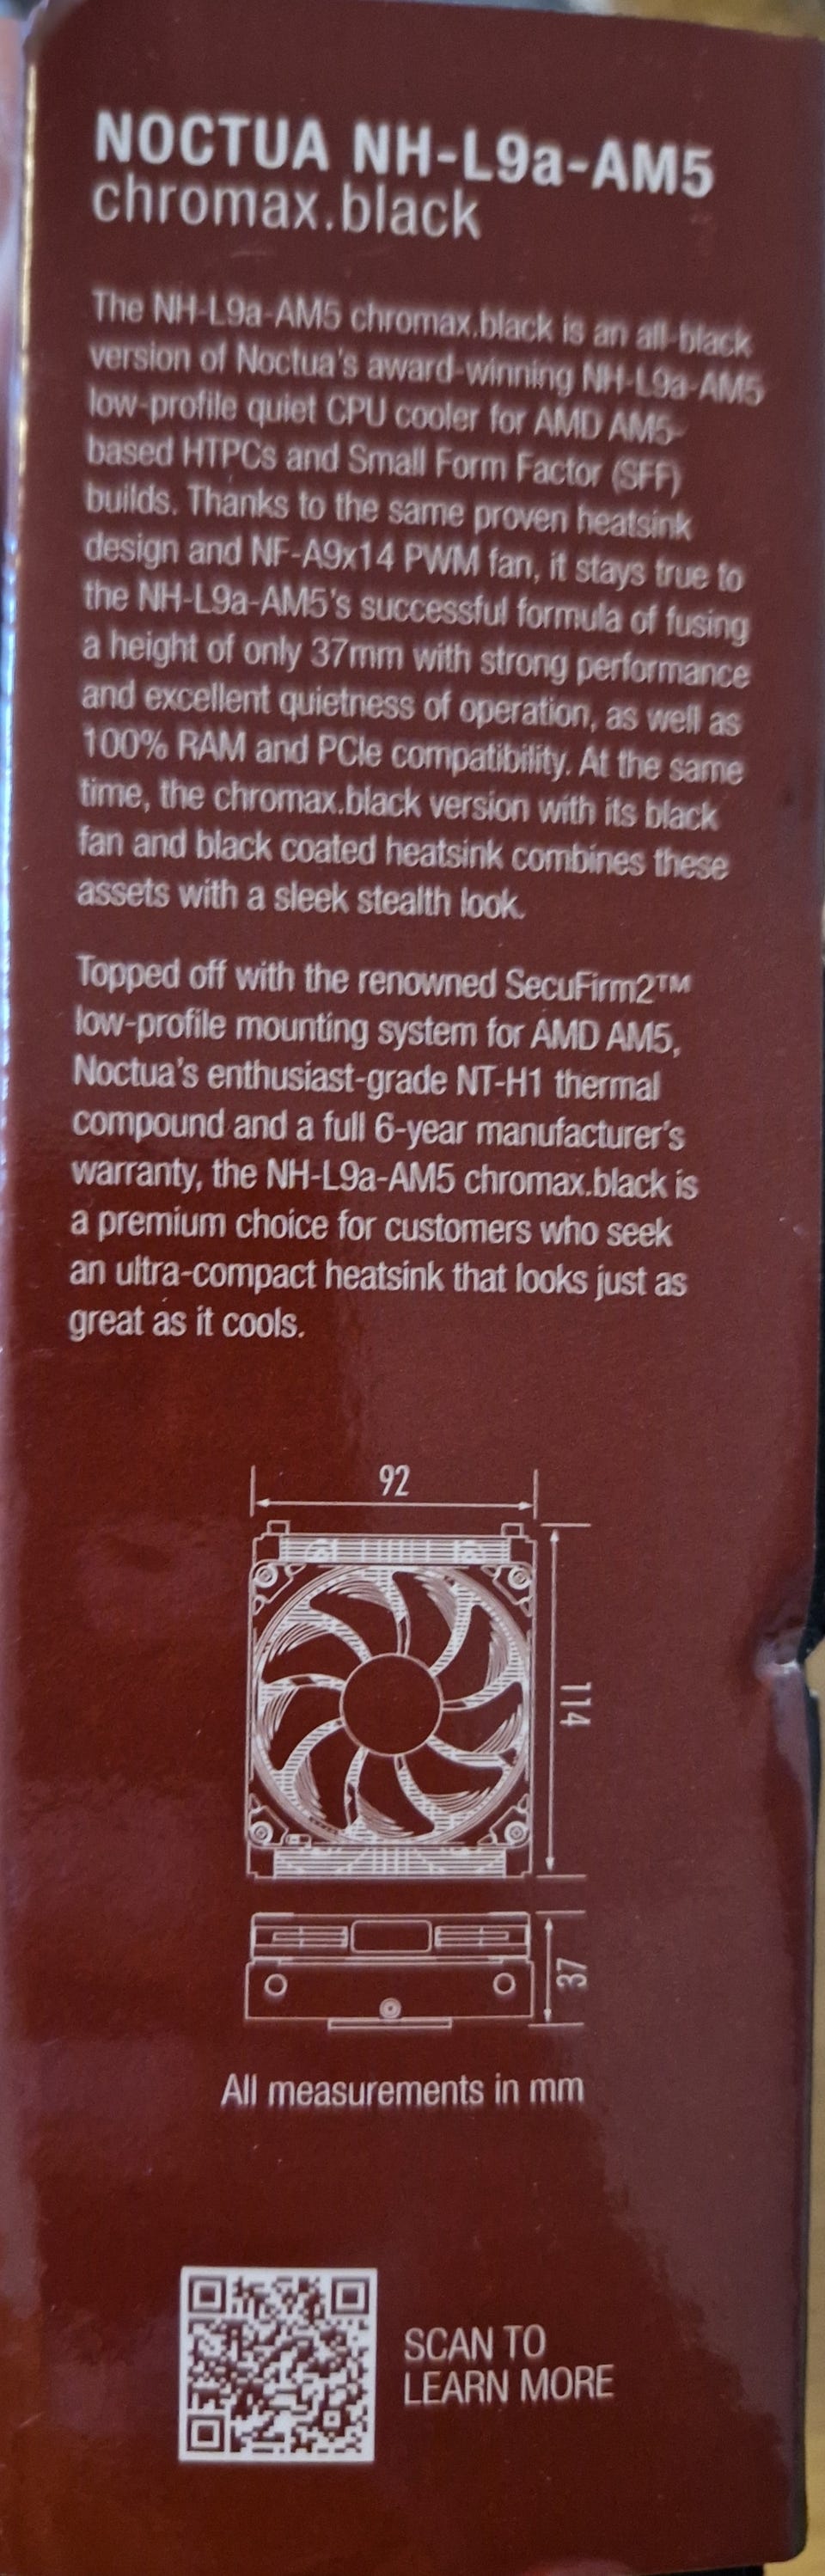 NOCTUA NH-L9a-AM5
chromax.black
The NH-L9a-AM5 chromax.black is an all-black
version of Noctua's award-winning NH-L9a-AM5
low-profile quiet CPU cooler for AMD AM5-
based HTPCs and Small Form Factor (SFF)
builds. Thanks to the same proven heatsink
design and NF-A9x14 PWM fan, it stays true to
the NH-L9a-AM5's successful formula of fusing
a height of only 37mm with strong performance
and excellent quietness of operation, as well as
100% RAM and PCIe compatibility. At the same
time, the chromax.black version with its black
fan and black coated heatsink combines these
assets with a sleek stealth look.
Topped off with the renowned SecuFirm2™
low-profile mounting system for AMD AM5,
Noctua's enthusiast-grade NT-H1 thermal
compound and a full 6-year manufacturer's
warranty, the NH-L9a-AM5 chromax.black is
a premium choice for customers who seek
an ultra-compact heatsink that looks just as
great as it cools.
92
114
37
All measurements in mm
SCAN TO
LEARN MORE